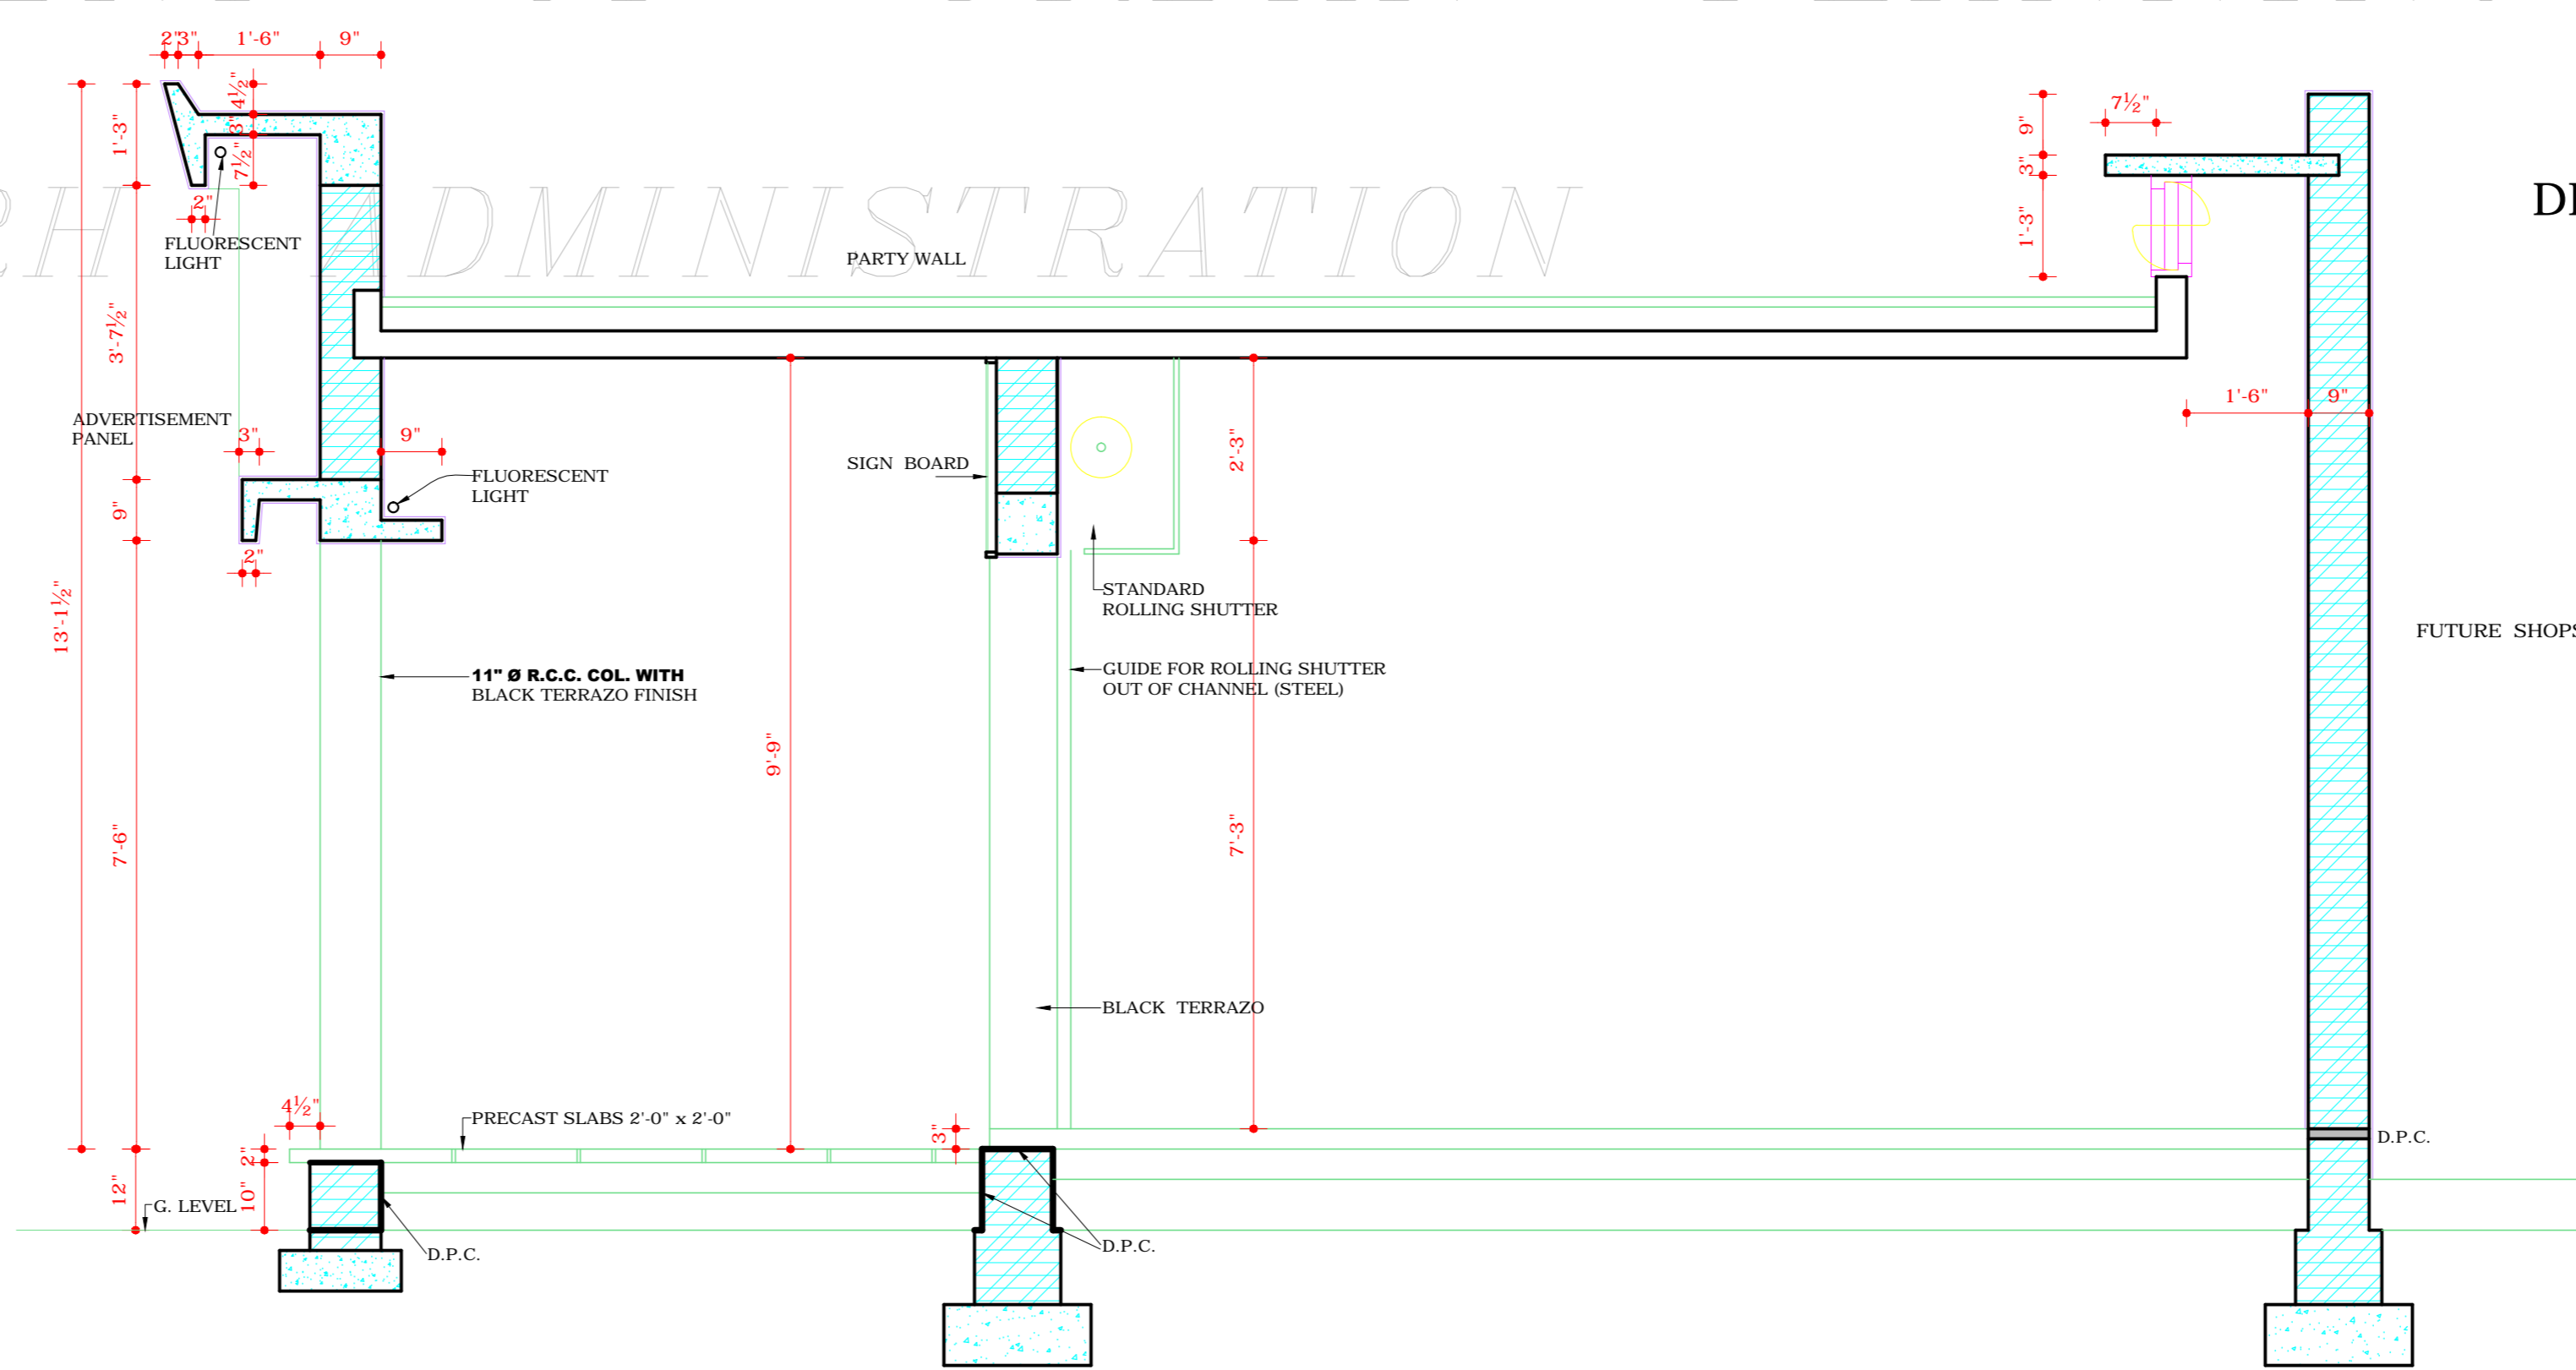 2" 3" 1'-6" 9"
4½"
3"
7½"
1'-3"
2"
FLUORESCENT
LIGHT
ADMINISTRATION
PARTY WALL
9"
3"
1'-3"
7½"
3'-7½"
ADVERTISEMENT
PANEL
3"
9"
FLUORESCENT
LIGHT
SIGN BOARD
2'-3"
1'-6" 9"
9"
2"
13'-1½"
STANDARD
ROLLING SHUTTER
11" Ø R.C.C. COL. WITH
BLACK TERRAZO FINISH
GUIDE FOR ROLLING SHUTTER
OUT OF CHANNEL (STEEL)
9'-9"
7'-6"
7'-3"
FUTURE SHOPS
BLACK TERRAZO
4½"
PRECAST SLABS 2'-0" x 2'-0"
3"
D.P.C.
2"
10"
12"
G. LEVEL
D.P.C.
D.P.C.